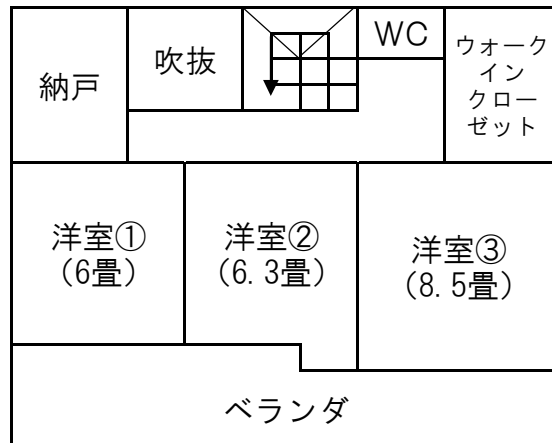 納戸
吹抜
WC
ウォーク
イン
クロー
ゼット
洋室①
(6畳)
洋室②
(6.3畳)
洋室③
(8.5畳)
ベランダ